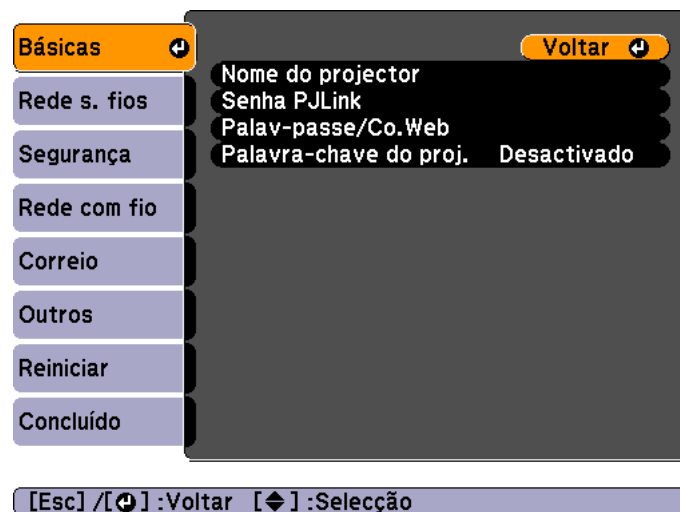 Básicas
Voltar
Nome do projector
Rede s. fios
Senha PJLink
Palav-passe/Co.Web
Segurança
Palavra-chave do proj. Desactivado
Rede com fio
Correio
Outros
Reiniciar
Concluído
[Esc] /[ ] :Voltar [ ] :Selecção